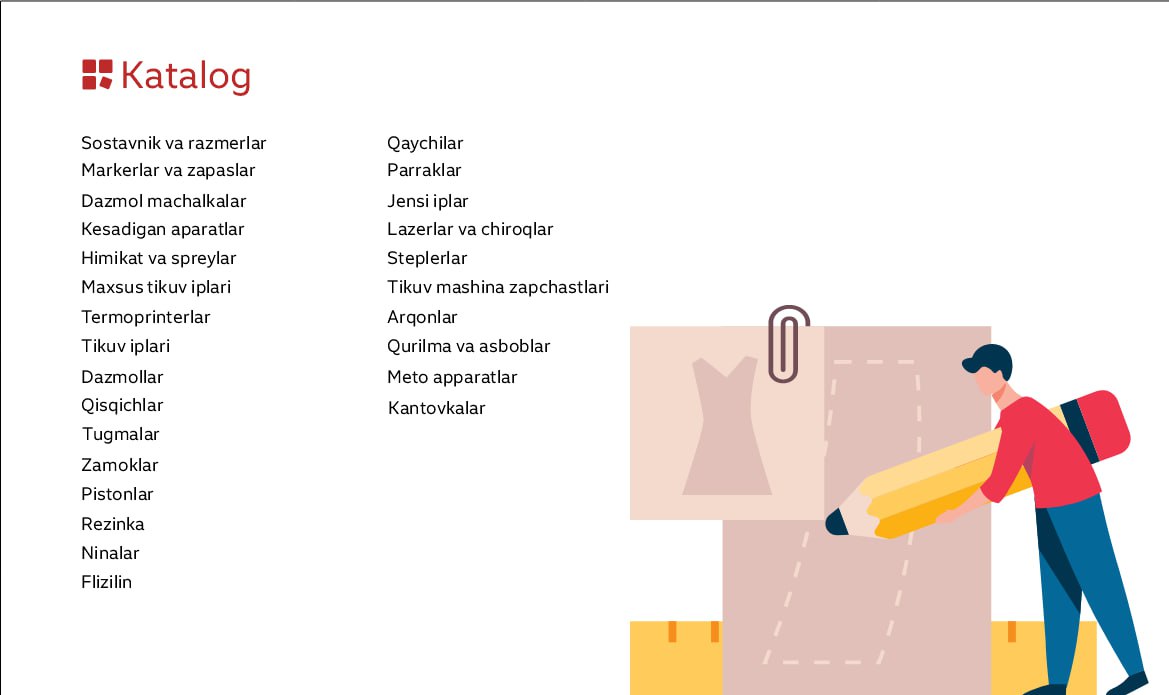 Katalog
Sostavnik va razmerlar
Markerlar va zapaslar
Dazmol machalkalar
Kesadigan aparatlar
Himikat va spreylar
Maxsus tikuv iplari
Termoprinterlar
Tikuv iplari
Dazmollar
Qisqichlar
Tugmalar
Zamoklar
Pistonlar
Rezinka
Ninalar
Flizilin
Qaychilar
Parraklar
Jensi iplar
Lazerlar va chiroqlar
Steplerlar
Tikuv mashina zapchastlari
Arqonlar
Qurilma va asboblar
Meto apparatlar
Kantovkalar